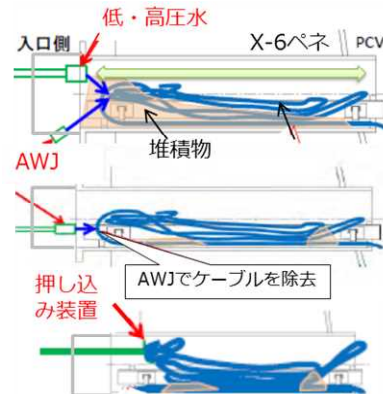 低・高圧水
入口側
X-6ペネ
PCV
堆積物
AWJ
AWJでケーブルを除去
押し込
み装置